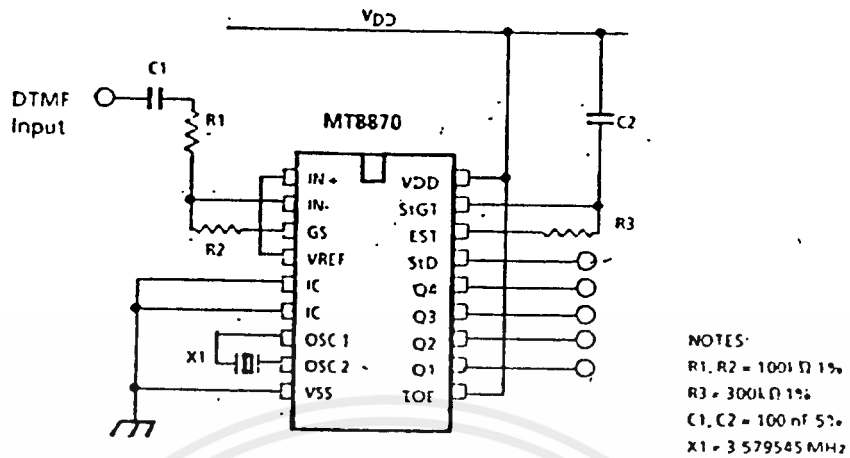 VDD
C1
DTMF
Input
R1
MT8870
C2
IN+
VDD
IN-
StGT
GS
EST
R3
R2
VREF
StD
IC
Q4
IC
Q3
OSC 1
Q2
X1
OSC 2
Q1
VSS
TOE
NOTES:
R1, R2 = 100kΩ 1%
R3 = 300kΩ 1%
C1, C2 = 100 nF 5%
X1 = 3 579545 MHz